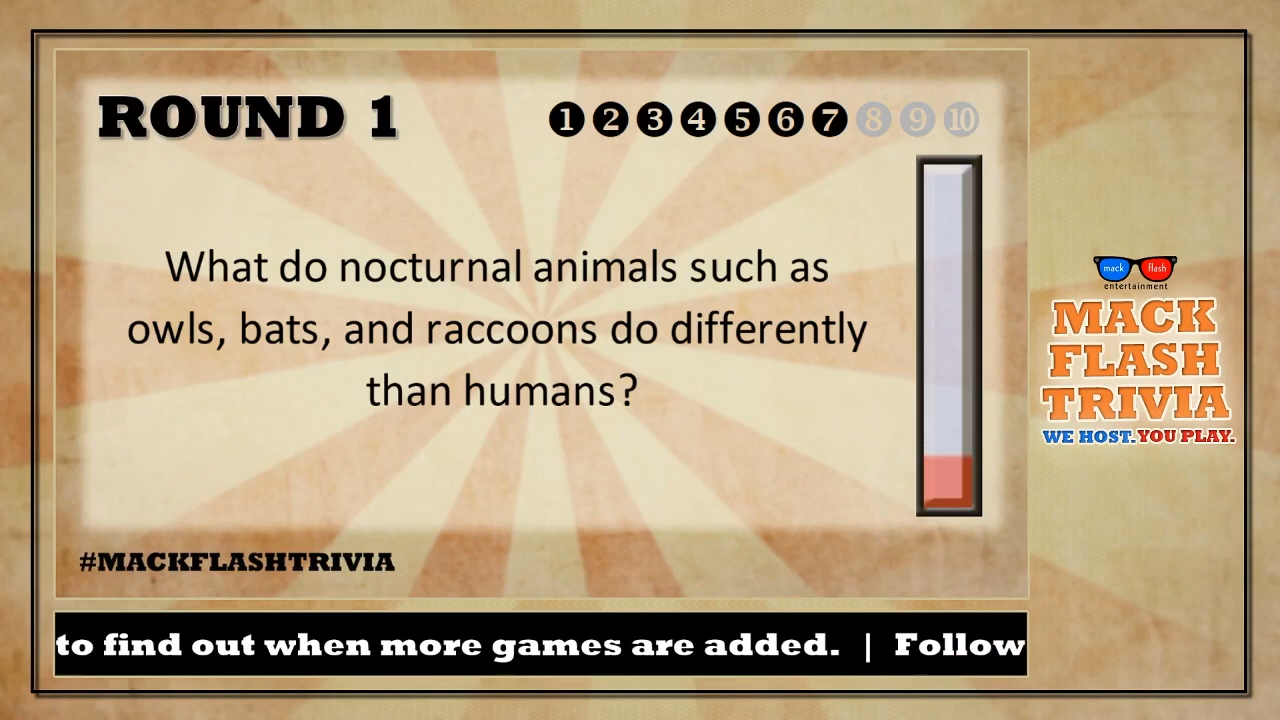 ROUND 1
1 2 3 4 5 6 7 8 9 10
What do nocturnal animals such as
owls, bats, and raccoons do differently
than humans?
mack flash
entertainment
MACK
FLASH
TRIVIA
WE HOST. YOU PLAY.
#MACKFLASHTRIVIA
to find out when more games are added. | Follow